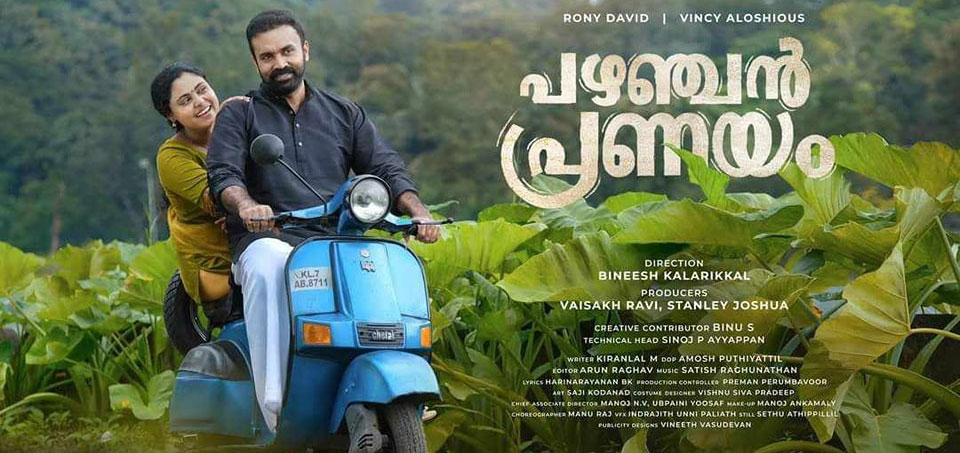 RONY DAVID | VINCY ALOSHIOUS
പഴഞ്ചൻ
പ്രണയം
KL.7
AB.8711
chetak
DIRECTION
BINEESH KALARIKKAL
PRODUCERS
VAISAKH RAVI, STANLEY JOSHUA
CREATIVE CONTRIBUTOR BINU S
TECHNICAL HEAD SINOJ P AYYAPPAN
WRITER KIRANLAL M DOP AMOSH PUTHIYATTIL
EDITOR ARUN RAGHAV MUSIC SATISH RAGHUNATHAN
LYRICS HARINARAYANAN BK PRODUCTION CONTROLLER PREMAN PERUMBAVOOR
ART SAJI KODANAD COSTUME DESIGNER VISHNU SIVA PRADEEP
CHIEF ASSOCIATE DIRECTOR MANOJ N.V, UBPAINI YOOSAF MAKE-UP MANOJ ANKAMALY
CHOREOGRAPHER MANU RAJ VFX INDRAJITH UNNI PALIATH STILL SETHU ATHIPPILLIL
PUBLICITY DESIGNS VINEETH VASUDEVAN